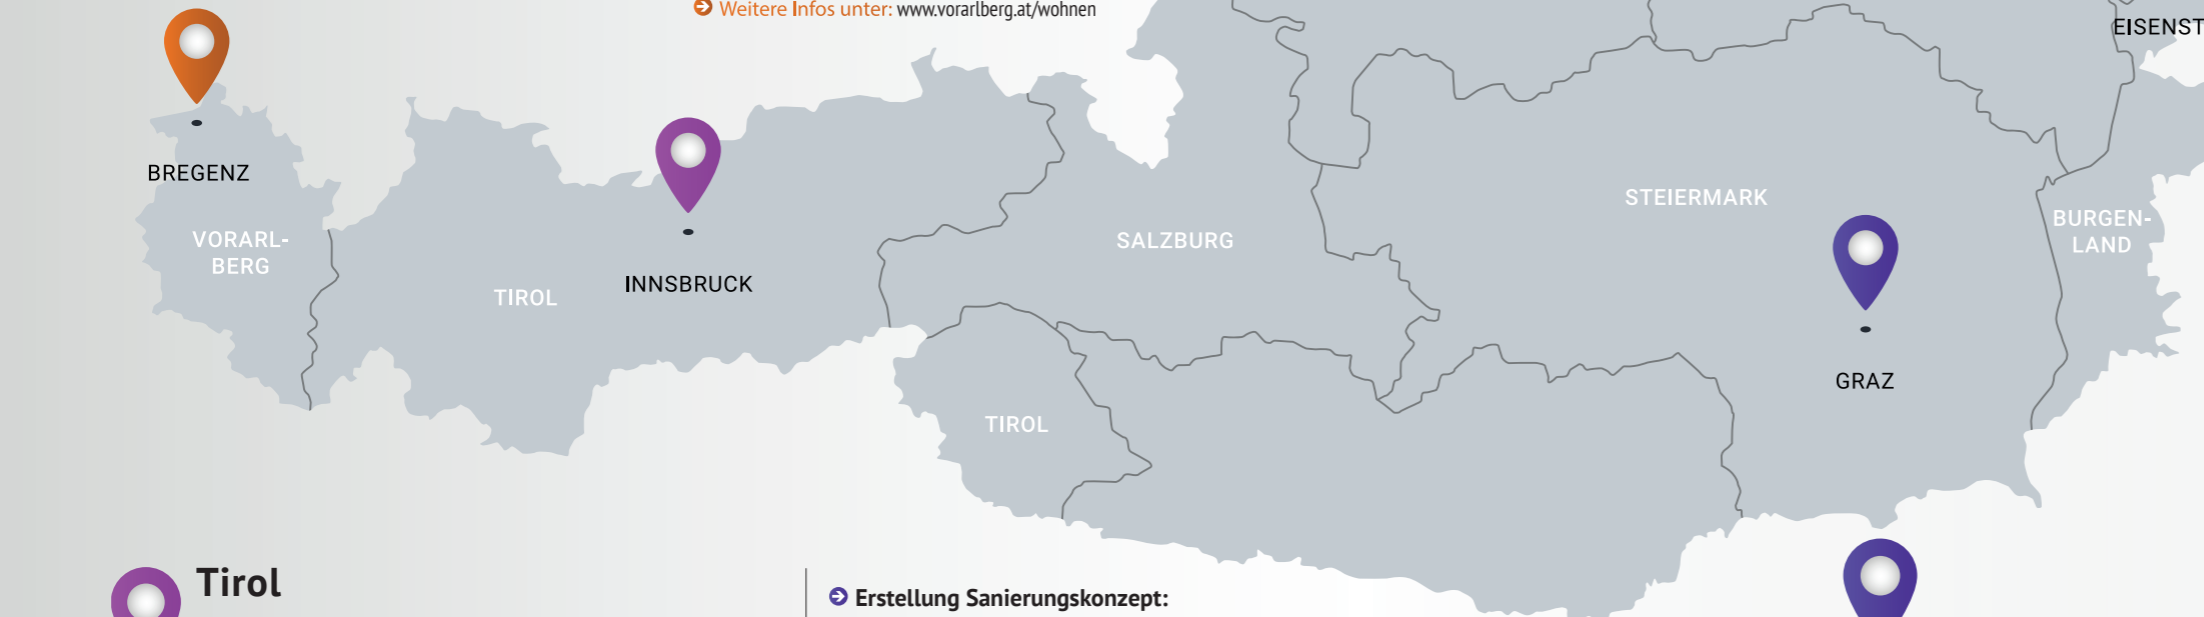 Weitere Infos unter: www.vorarlberg.at/wohnen
EISENST
BREGENZ
VORARL-
BERG
TIROL
INNSBRUCK
SALZBURG
STEIERMARK
BURGEN-
LAND
GRAZ
TIROL
Tirol
Erstellung Sanierungskonzept: